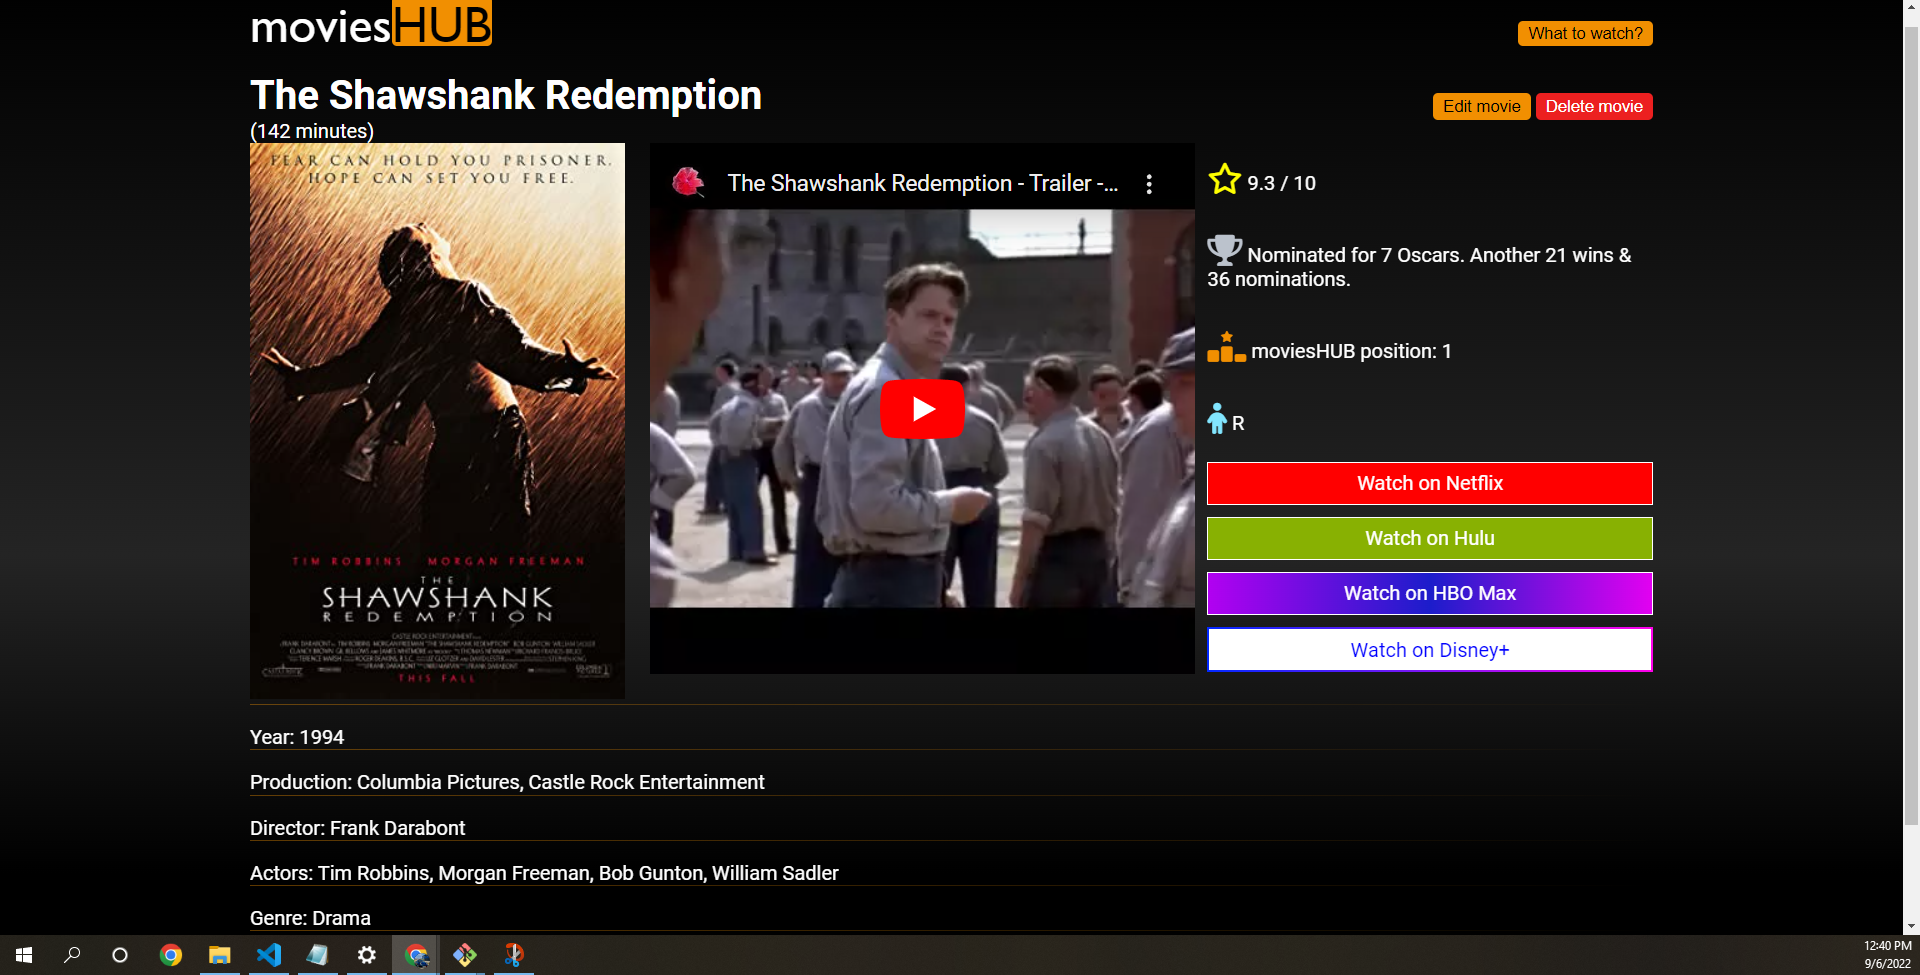 moviesHUB
What to watch?
The Shawshank Redemption
Edit movie
Delete movie
(142 minutes)
FEAR CAN HOLD YOU PRISONER.
HOPE CAN SET YOU FREE.
TIM ROBBINS MORGAN FREEMAN
THE
SHAWSHANK
REDEMPTION
THIS FALL
The Shawshank Redemption - Trailer -...
9.3 / 10
Nominated for 7 Oscars. Another 21 wins &
36 nominations.
moviesHUB position: 1
R
Watch on Netflix
Watch on Hulu
Watch on HBO Max
Watch on Disney+
Year: 1994
Production: Columbia Pictures, Castle Rock Entertainment
Director: Frank Darabont
Actors: Tim Robbins, Morgan Freeman, Bob Gunton, William Sadler
Genre: Drama
12:40 PM
9/6/2022